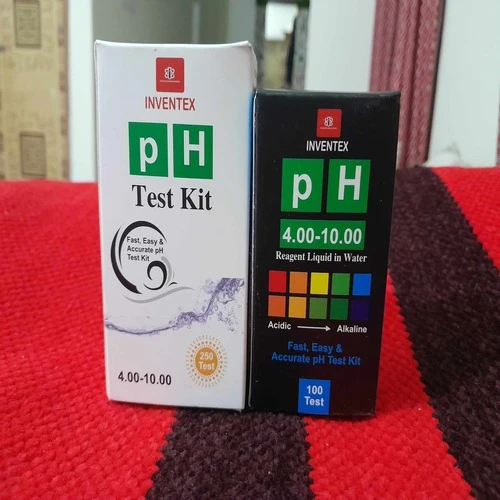 INVENTEX
pH
Test Kit
Fast, Easy &
Accurate pH
Test Kit
250
Test
4.00-10.00
INVENTEX
pH
4.00-10.00
Reagent Liquid in Water
Acidic → Alkaline
Fast, Easy &
Accurate pH Test Kit
100
Test